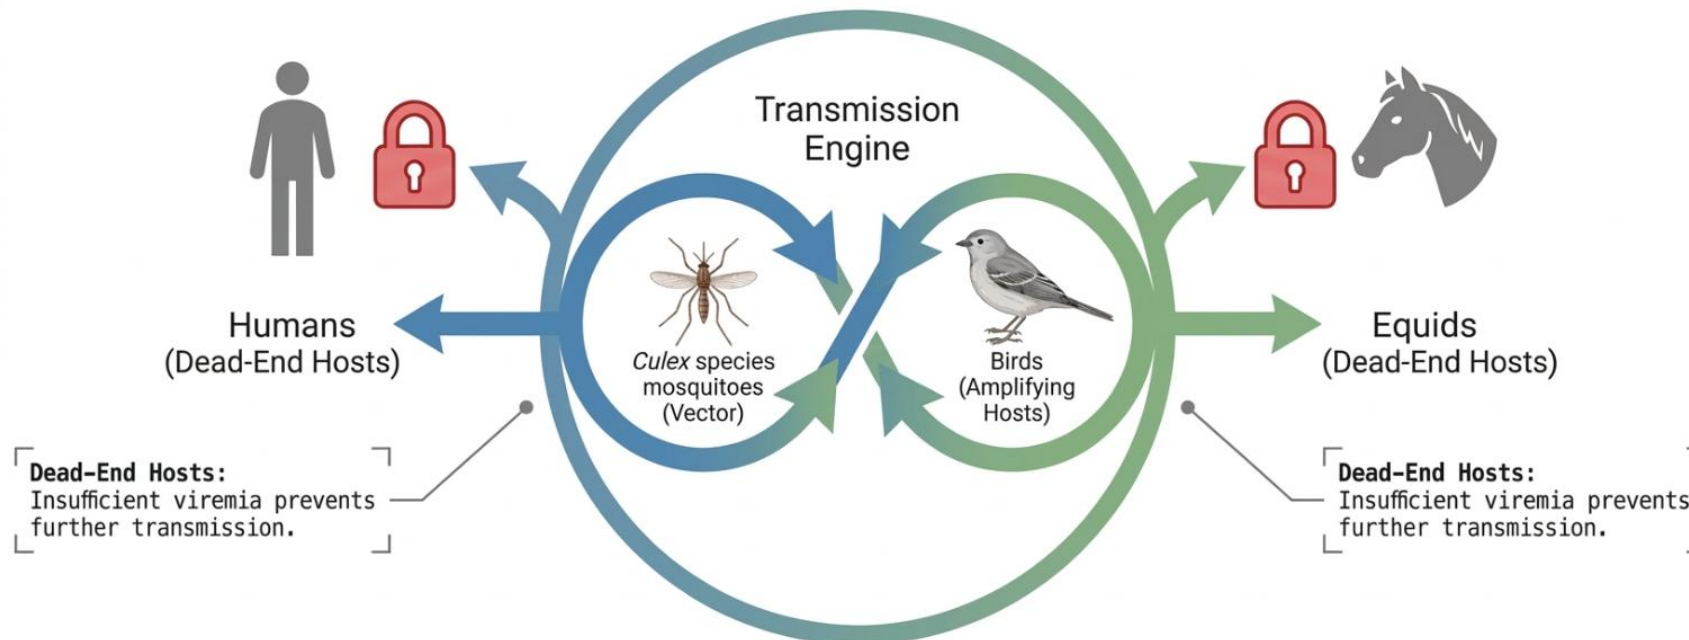 Transmission
Engine
Culex species
mosquitoes
(Vector)
Birds
(Amplifying
Hosts)
Humans
(Dead-End Hosts)
Equids
(Dead-End Hosts)
Dead-End Hosts:
Insufficient viremia prevents
further transmission.
Dead-End Hosts:
Insufficient viremia prevents
further transmission.